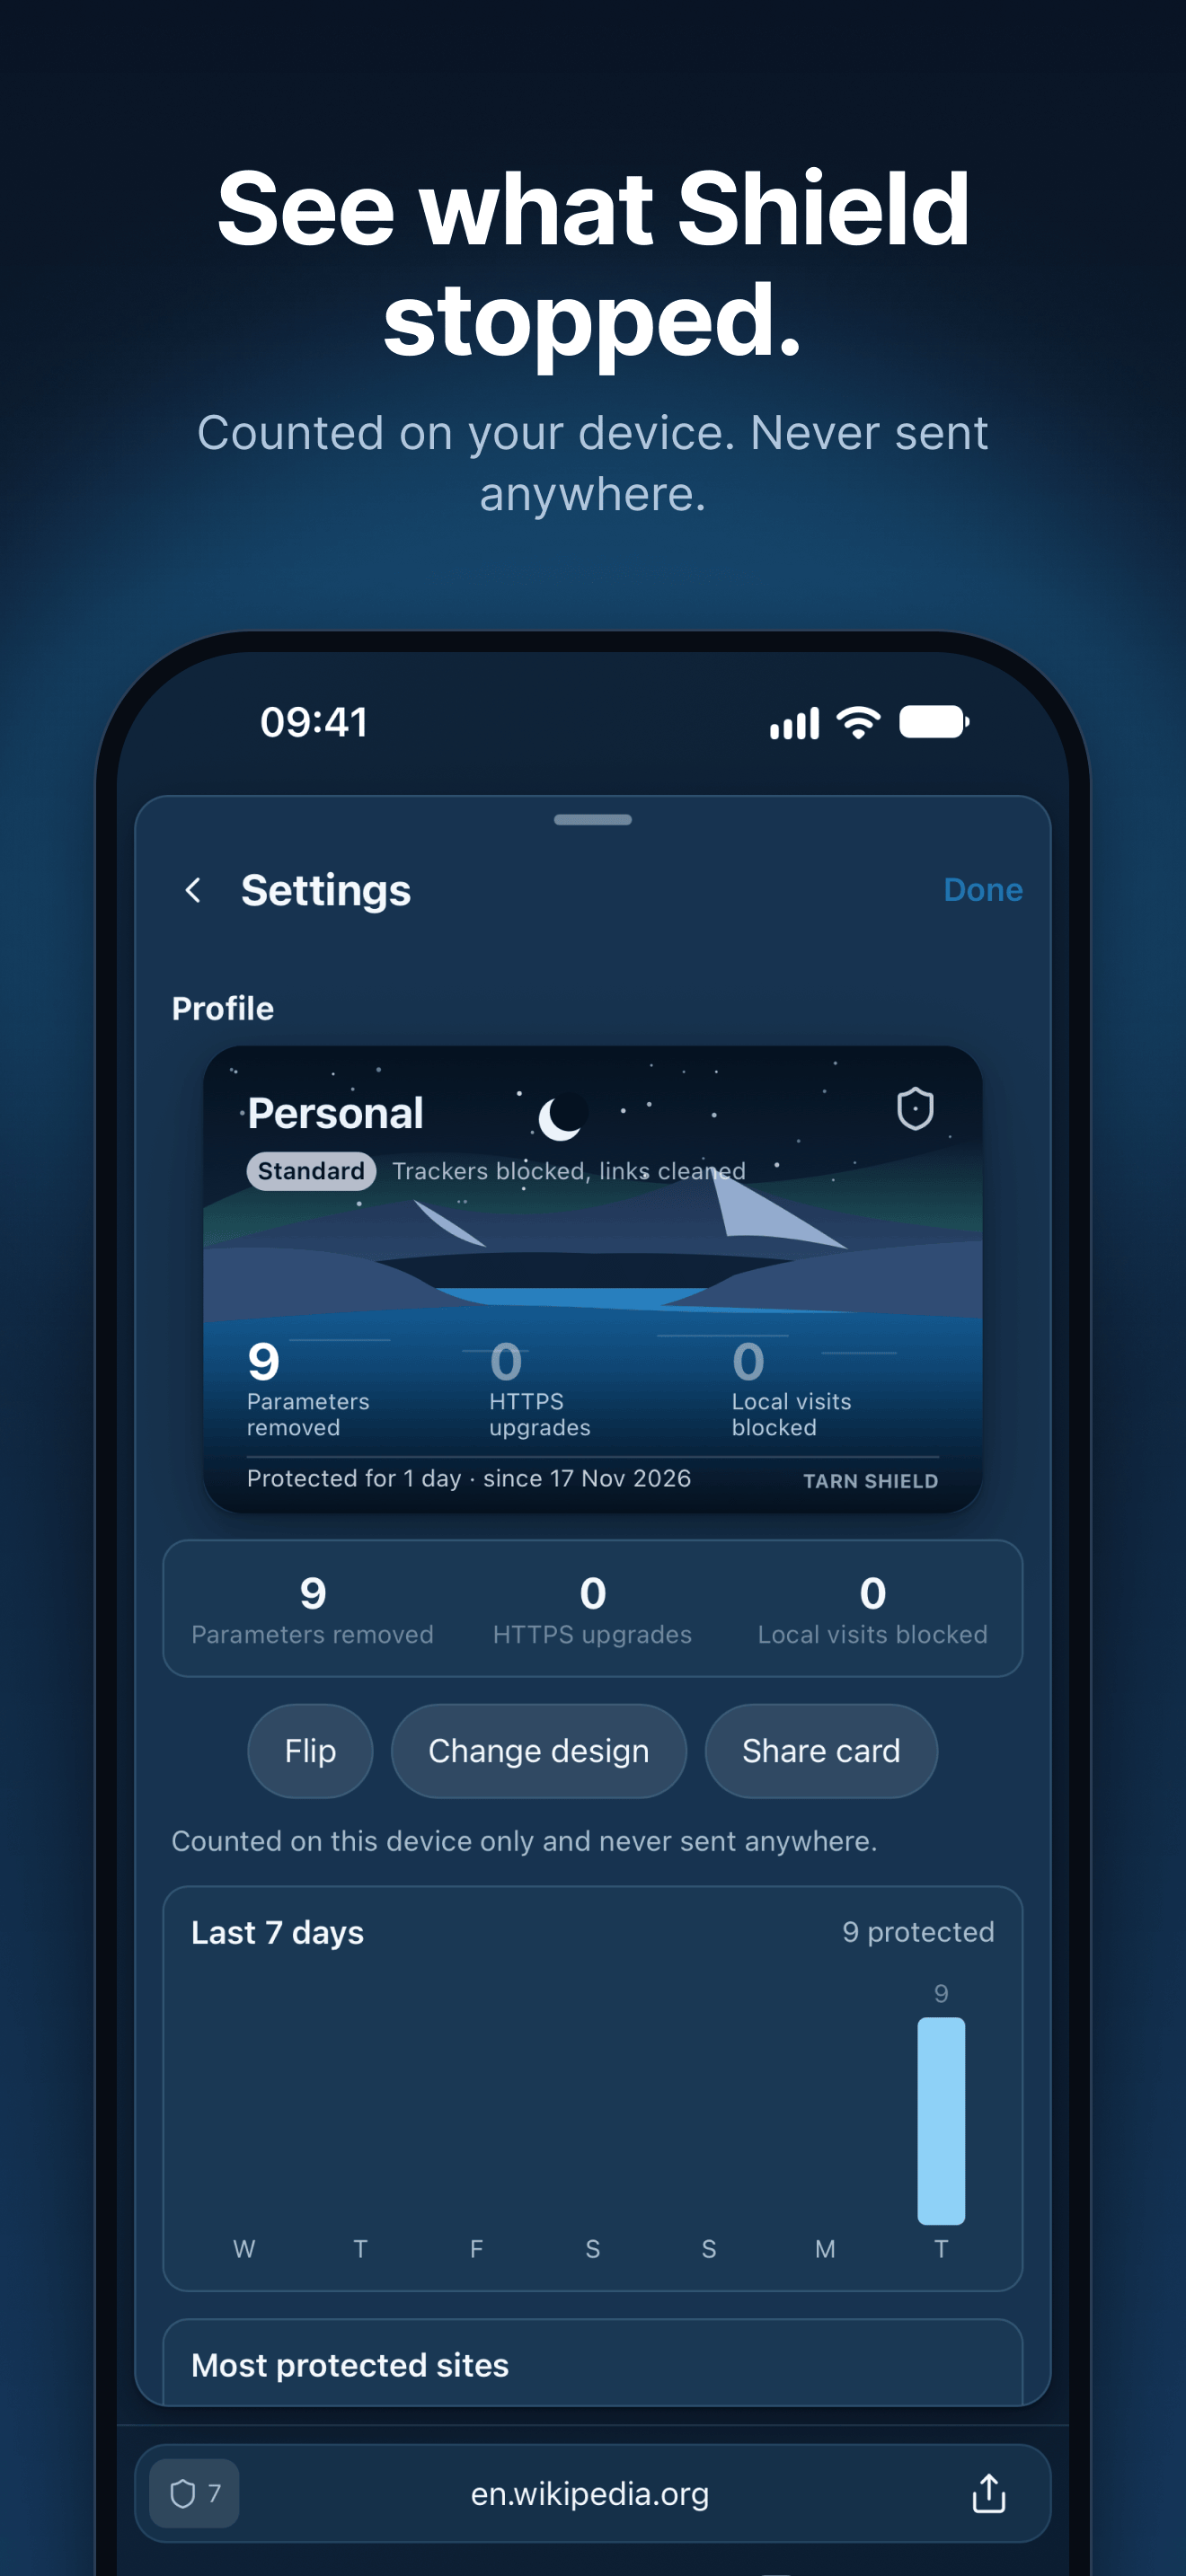 See what Shield
stopped.
Counted on your device. Never sent
anywhere.
09:41
Settings
Done
Profile
Personal
Standard
Trackers blocked, links cleaned
9
0
0
Parameters
removed
HTTPS
upgrades
Local visits
blocked
Protected for 1 day · since 17 Nov 2026
TARN SHIELD
9
0
0
Parameters removed
HTTPS upgrades
Local visits blocked
Flip
Change design
Share card
Counted on this device only and never sent anywhere.
Last 7 days
9 protected
9
W T F S S M T
Most protected sites
7
en.wikipedia.org